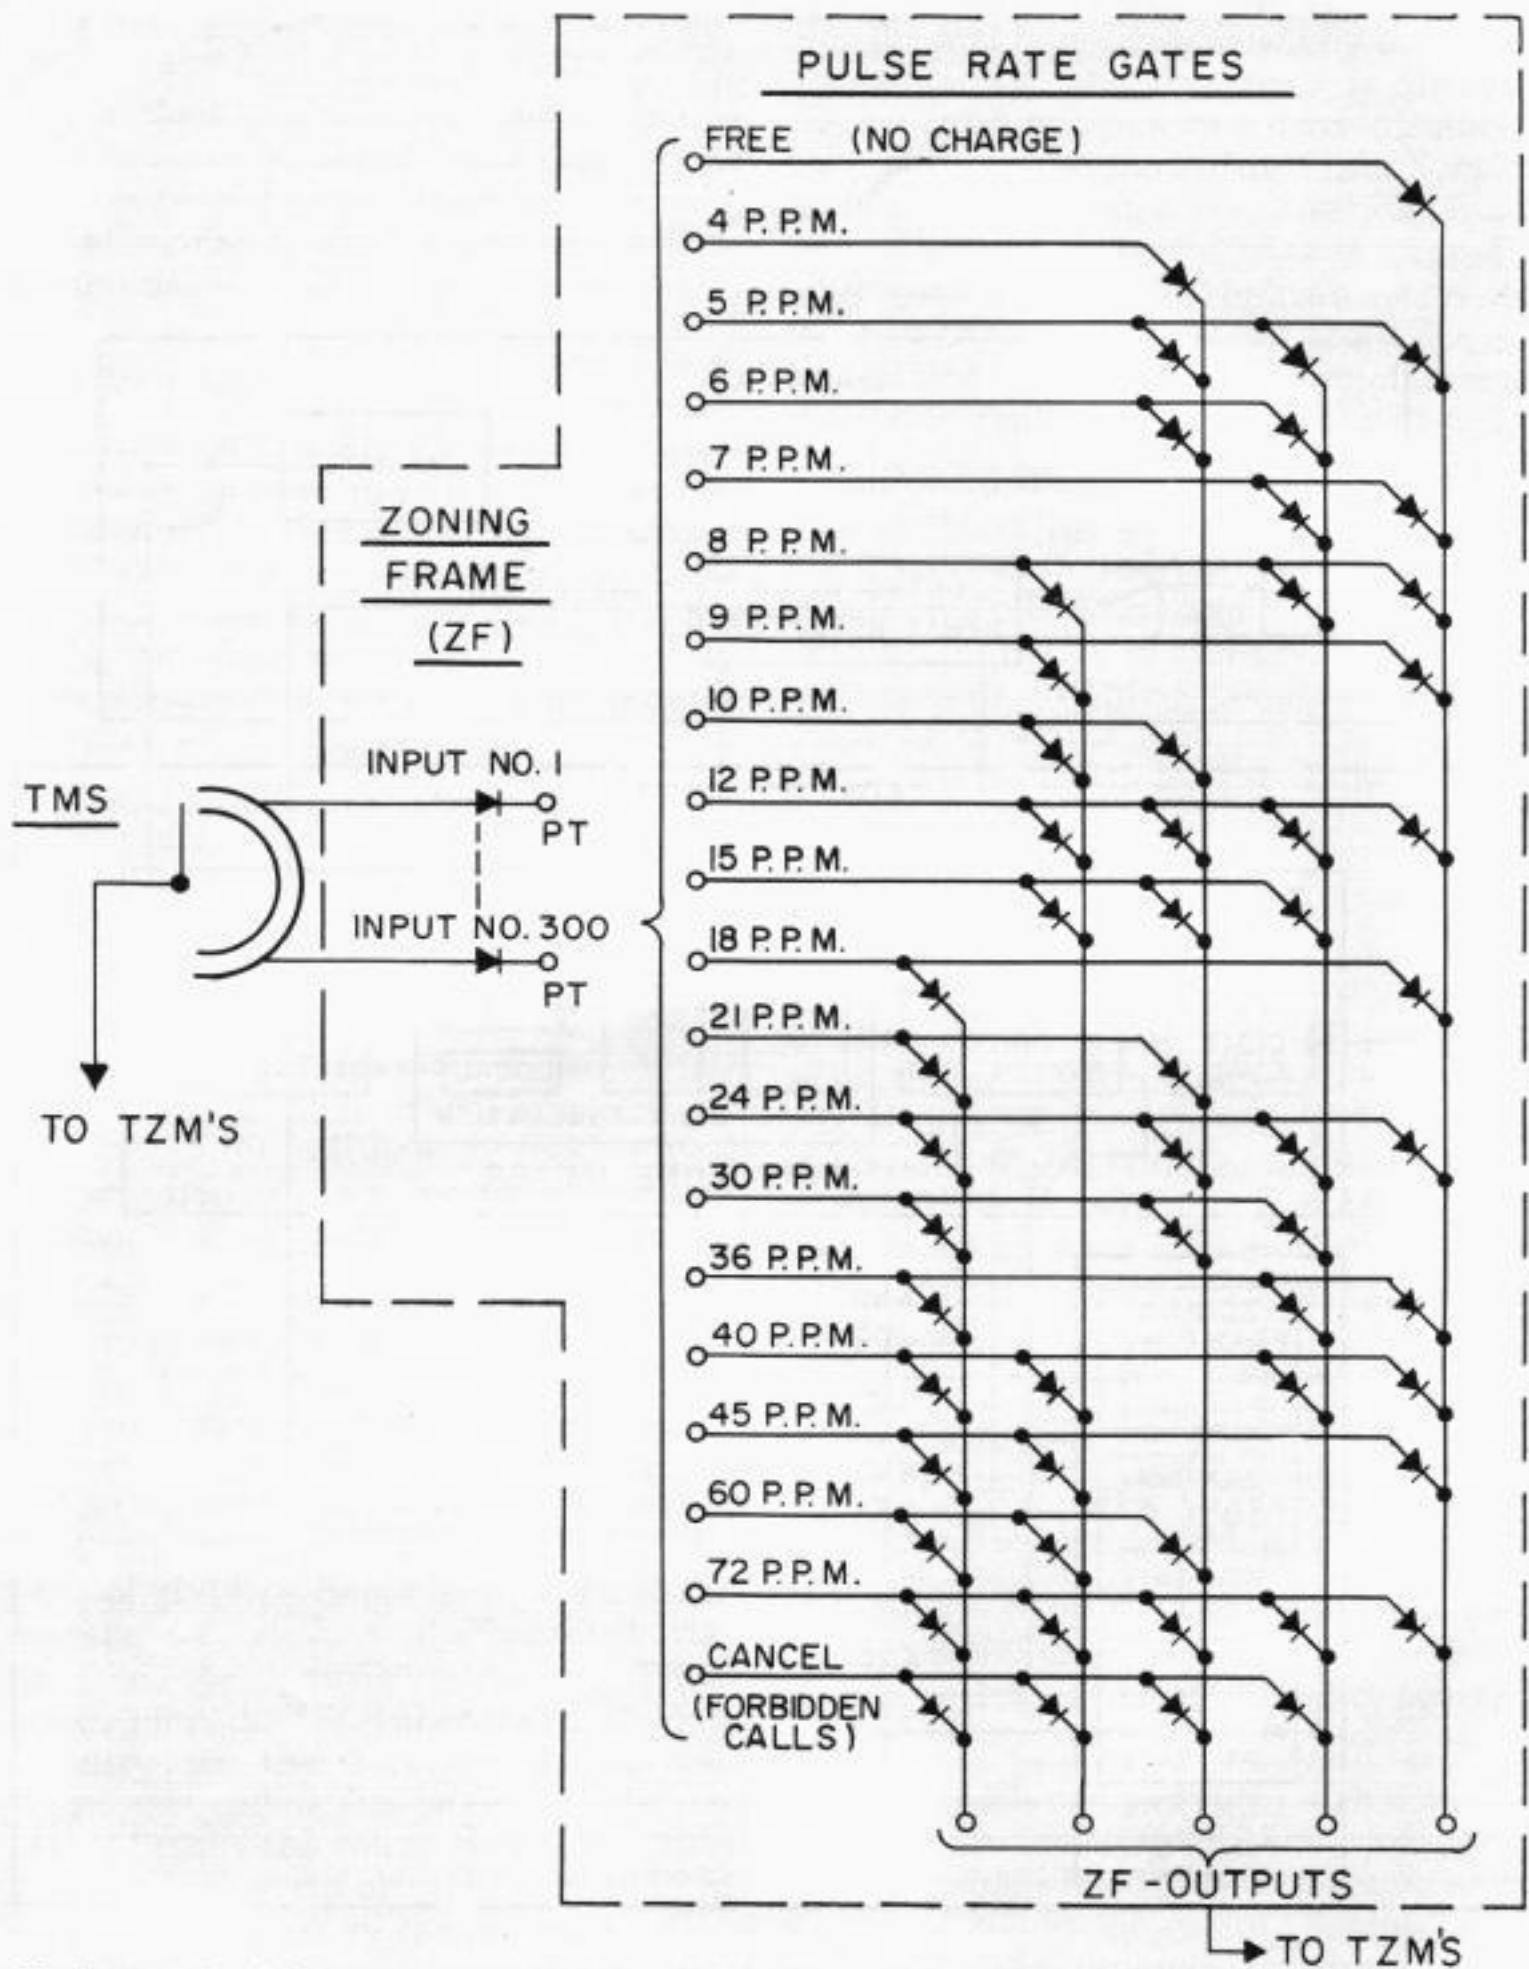 PULSE RATE GATES
FREE (NO CHARGE)
4 P.P.M.
5 P.P.M.
6 P.P.M.
7 P.P.M.
8 P.P.M.
9 P.P.M.
10 P.P.M.
12 P.P.M.
15 P.P.M.
18 P.P.M.
21 P.P.M.
24 P.P.M.
30 P.P.M.
36 P.P.M.
40 P.P.M.
45 P.P.M.
60 P.P.M.
72 P.P.M.
CANCEL
(FORBIDDEN
CALLS)
ZONING
FRAME
(ZF)
INPUT NO. 1
PT
INPUT NO. 300
PT
TMS
TO TZM'S
ZF-OUTPUTS
TO TZM'S